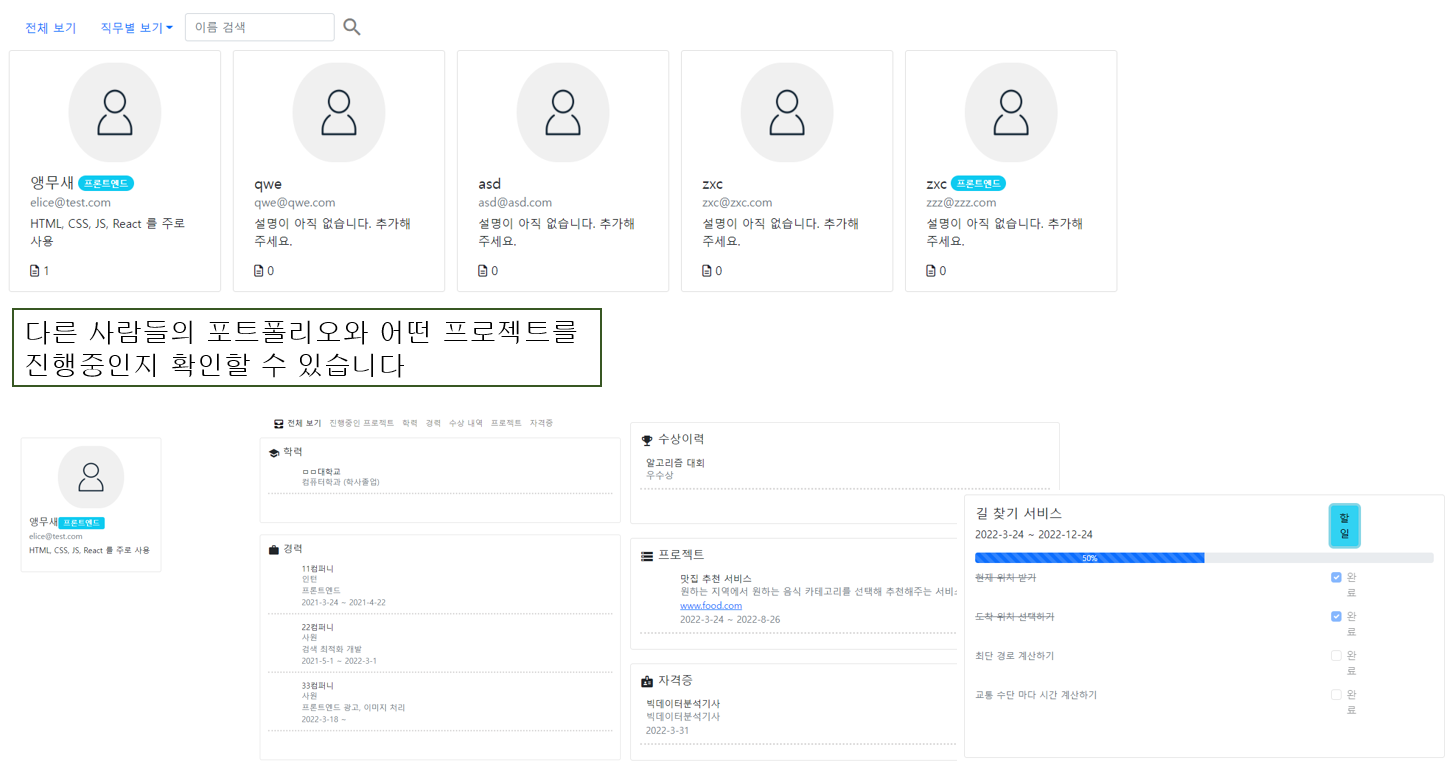 전체 보기 직무별 보기 이름 검색
앵무새 프론트엔드
elice@test.com
HTML, CSS, JS, React 를 주로
사용
1
qwe
qwe@qwe.com
설명이 아직 없습니다. 추가해
주세요.
0
asd
asd@asd.com
설명이 아직 없습니다. 추가해
주세요.
0
zxc
zxc@zxc.com
설명이 아직 없습니다. 추가해
주세요.
0
zxc 프론트엔드
zzz@zzz.com
설명이 아직 없습니다. 추가해
주세요.
0
다른 사람들의 포트폴리오와 어떤 프로젝트를
진행중인지 확인할 수 있습니다
앵무새 프론트엔드
elice@test.com
HTML, CSS, JS, React 를 주로 사용
전체 보기 진행중인 프로젝트 학력 경력 수상 내역 프로젝트 자격증
학력
ㅁㅁ대학교
컴퓨터학과 (학사졸업)
경력
11컴퍼니
인턴
프론트엔드
2021-3-24 ~ 2021-4-22
22컴퍼니
사원
검색 최적화 개발
2021-5-1 ~ 2022-3-1
33컴퍼니
사원
프론트엔드 광고, 이미지 처리
2022-3-18 ~
수상이력
알고리즘 대회
우수상
프로젝트
맛집 추천 서비스
원하는 지역에서 원하는 음식 카테고리를 선택해 추천해주는 서비스
www.food.com
2022-3-24 ~ 2022-8-26
자격증
빅데이터분석기사
빅데이터분석기사
2022-3-31
길 찾기 서비스
2022-3-24 ~ 2022-12-24
할
일
50%
현재 위치 받기 완
료
도착 위치 선택하기 완
료
최단 경로 계산하기 완
료
교통 수단 마다 시간 계산하기 완
료